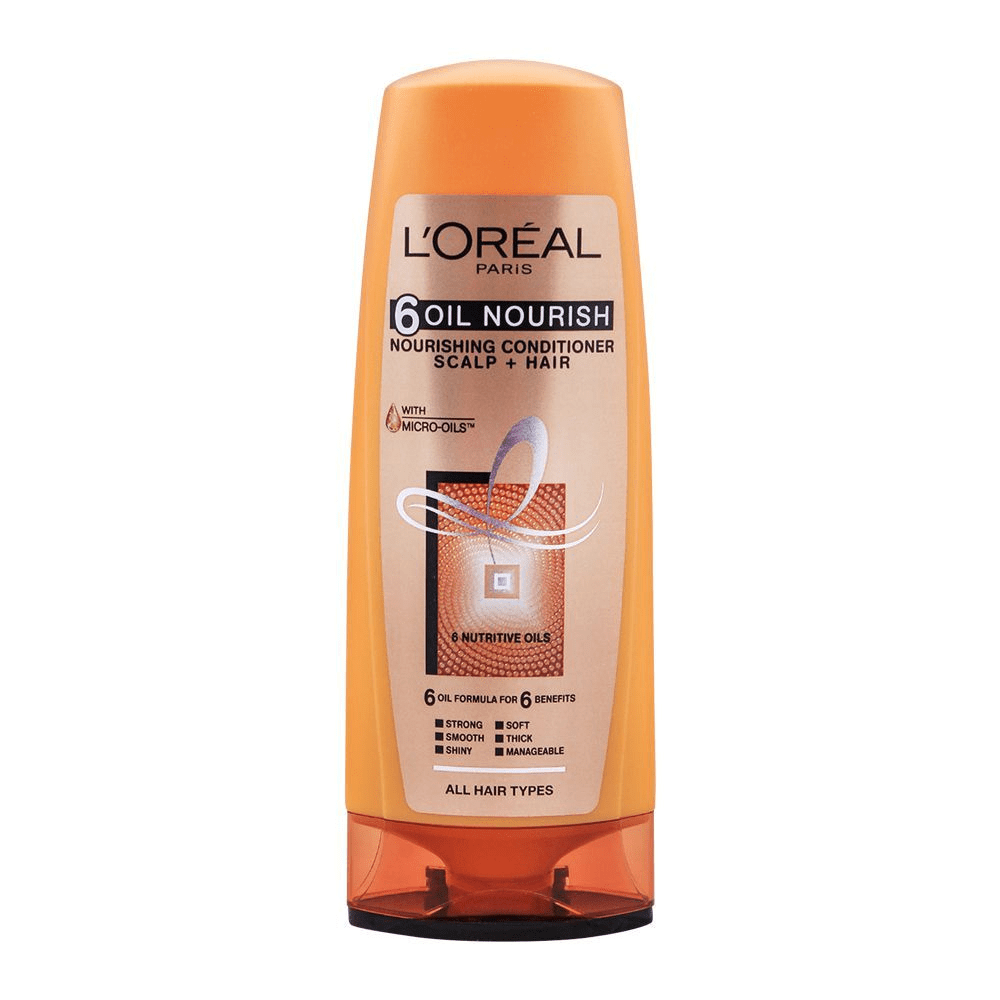 L'ORÉAL
PARIS
6 OIL NOURISH
NOURISHING CONDITIONER
SCALP + HAIR
WITH
MICRO-OILS™
6 NUTRITIVE OILS
6 OIL FORMULA FOR 6 BENEFITS
STRONG SOFT
SMOOTH THICK
SHINY MANAGEABLE
ALL HAIR TYPES